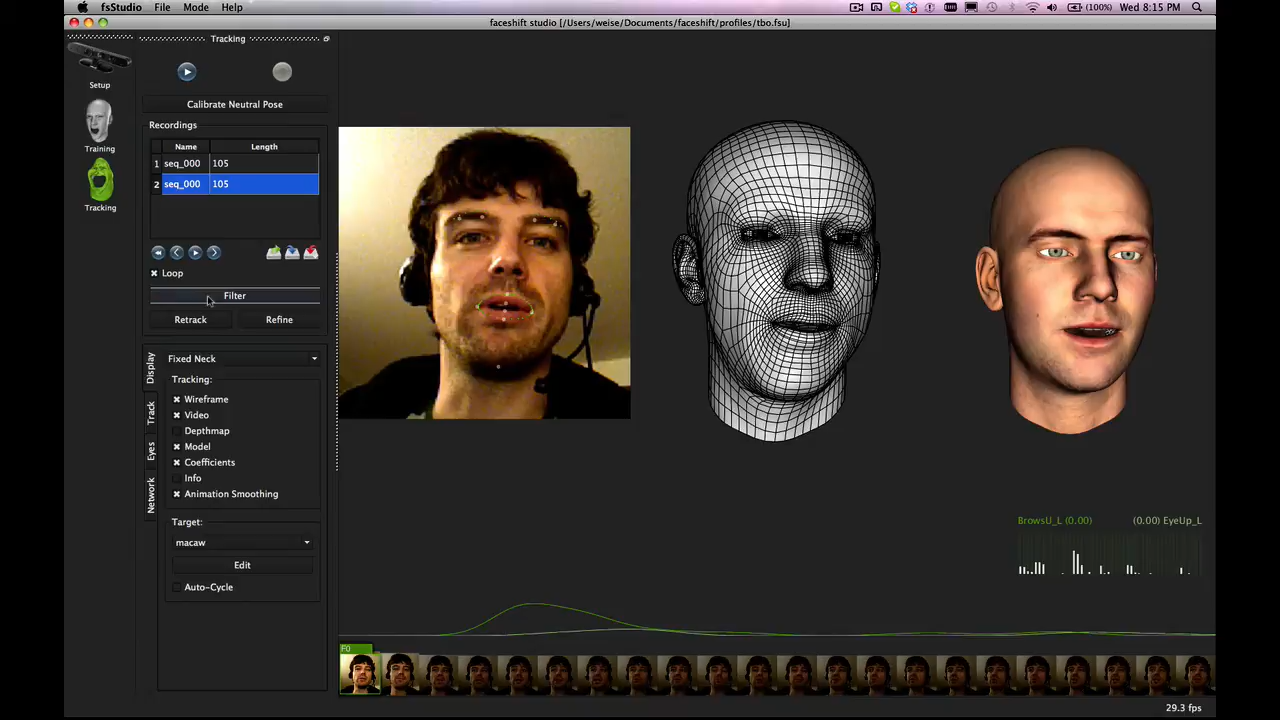 fsStudio File Mode Help
(100%) Wed 8:15 PM
faceshift studio [/Users/weise/Documents/faceshift/profiles/tbo.fsu]
Tracking
Setup
Training
Tracking
Calibrate Neutral Pose
Recordings
Name Length
1 seq_000 105
2 seq_000 105
Loop
Filter
Retrack Refine
Display
Track
Eyes
Network
Fixed Neck
Tracking:
Wireframe
Video
Depthmap
Model
Coefficients
Info
Animation Smoothing
Target:
macaw
Edit
Auto-Cycle
BrowsU_L (0.00) (0.00) EyeUp_L
F0
29.3 fps